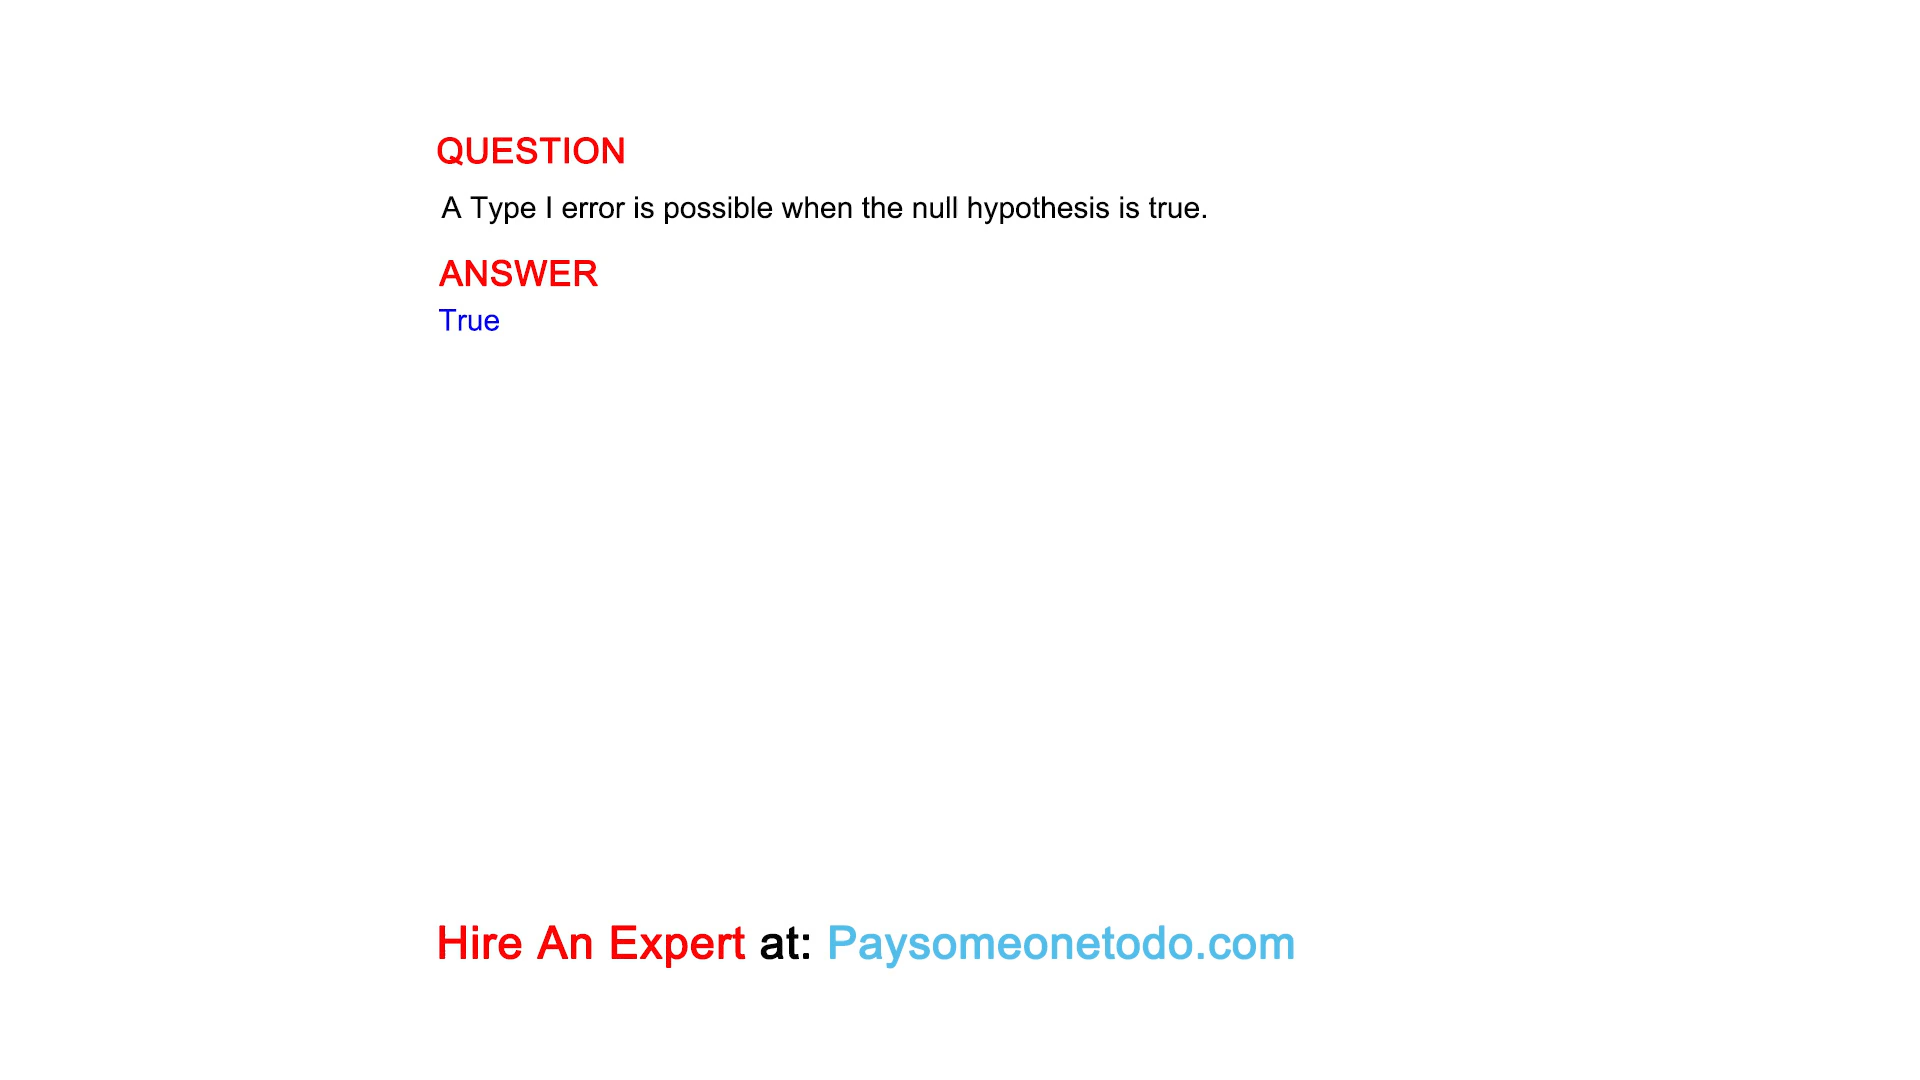 QUESTION
A Type I error is possible when the null hypothesis is true.
ANSWER
True
Hire An Expert at: Paysomeonetodo.com